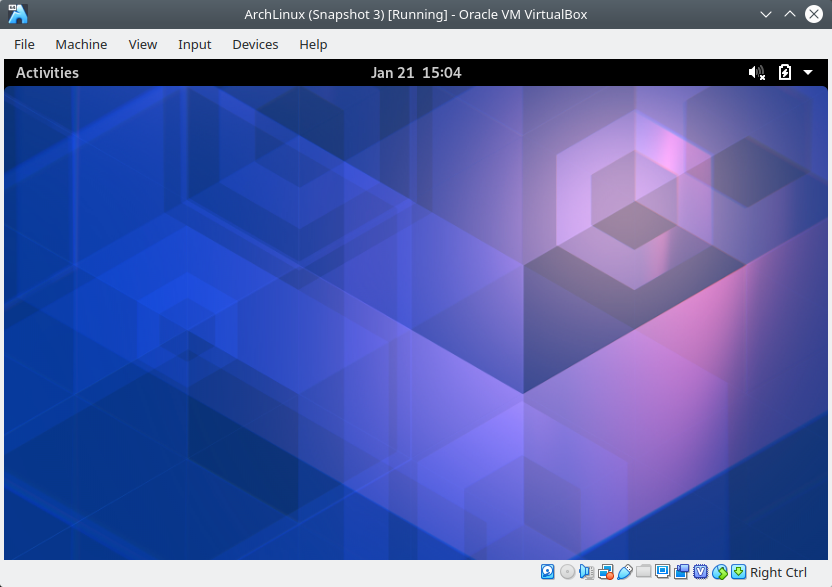 ArchLinux (Snapshot 3) [Running] - Oracle VM VirtualBox
File Machine View Input Devices Help
Activities Jan 21 15:04
Right Ctrl